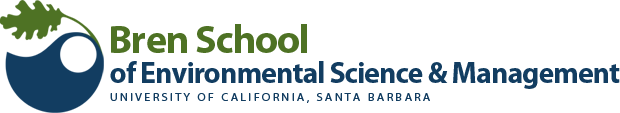 Bren School
of Environmental Science & Management
UNIVERSITY OF CALIFORNIA, SANTA BARBARA